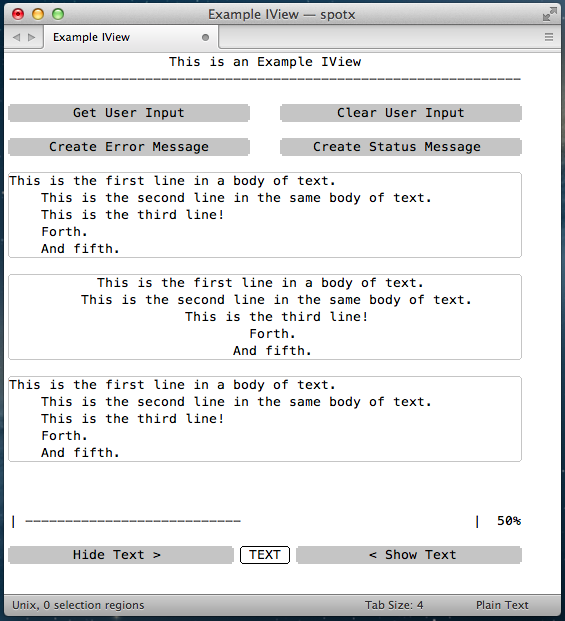 Example IView — spotx
Example IView
This is an Example IView
----------------------------------------------------------------
Get User Input Clear User Input
Create Error Message Create Status Message
This is the first line in a body of text.
This is the second line in the same body of text.
This is the third line!
Forth.
And fifth.
This is the first line in a body of text.
This is the second line in the same body of text.
This is the third line!
Forth.
And fifth.
This is the first line in a body of text.
This is the second line in the same body of text.
This is the third line!
Forth.
And fifth.
| --------------------------- | 50%
Hide Text > TEXT < Show Text
Unix, 0 selection regions Tab Size: 4 Plain Text